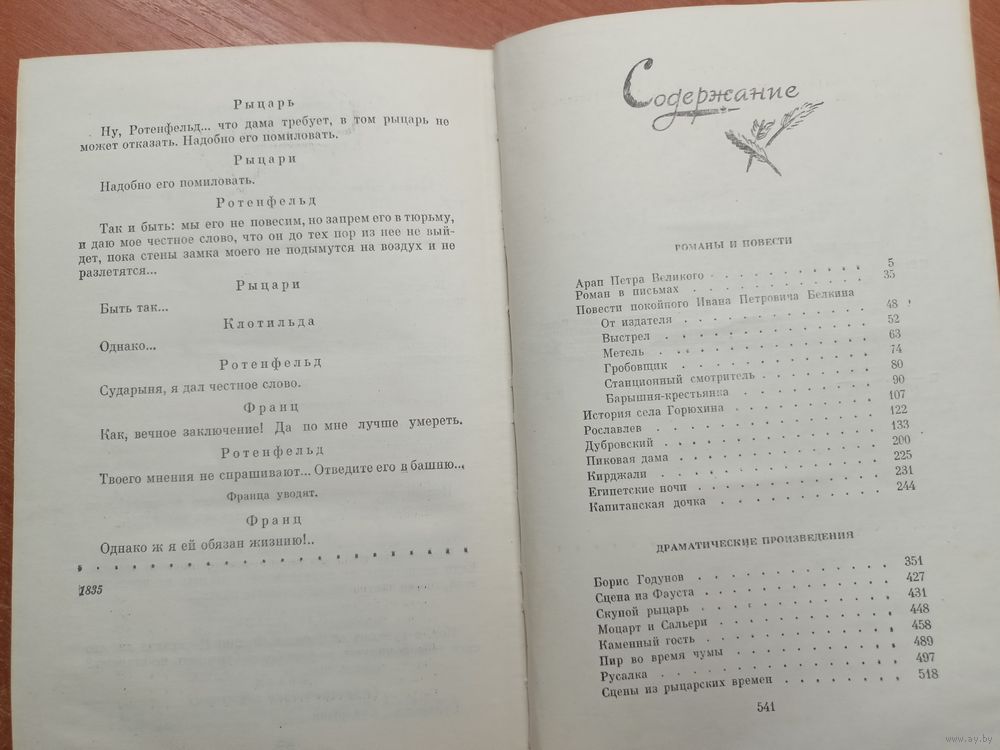 Рыцарь
Ну, Ротенфельд... что дама требует, в том рыцарь не
может отказать. Надобно его помиловать.
Рыцари
Надобно его помиловать.
Ротенфельд
Так и быть: мы его не повесим, но запрем его в тюрьму,
и даю мое честное слово, что он до тех пор из нее не вый-
дет, пока стены замка моего не подымутся на воздух и не
разлетятся...
Рыцари
Быть так...
Клотильда
Однако...
Ротенфельд
Сударыня, я дал честное слово.
Франц
Как, вечное заключение! Да по мне лучше умереть.
Ротенфельд
Твоего мнения не спрашивают... Отведите его в башню...
Франца уводят.
Франц
Однако ж я ей обязан жизнию!..
1835
Содержание
РОМАНЫ И ПОВЕСТИ
Арап Петра Великого . . . . . . . . . . 5
Роман в письмах . . . . . . . . . . 35
Повести покойного Ивана Петровича Белкина
От издателя . . . . . . . . . . 48
Выстрел . . . . . . . . . . 52
Метель . . . . . . . . . . 63
Гробовщик . . . . . . . . . . 74
Станционный смотритель . . . . . . . . 80
Барышня-крестьянка . . . . . . . . . 90
История села Горюхина . . . . . . . . . 107
Рославлев . . . . . . . . . . 122
Дубровский . . . . . . . . . . 133
Пиковая дама . . . . . . . . . . 200
Кирджали . . . . . . . . . . 225
Египетские ночи . . . . . . . . . . 231
Капитанская дочка . . . . . . . . . . 244
ДРАМАТИЧЕСКИЕ ПРОИЗВЕДЕНИЯ
Борис Годунов . . . . . . . . . . 351
Сцена из Фауста . . . . . . . . . . 427
Скупой рыцарь . . . . . . . . . . 431
Моцарт и Сальери . . . . . . . . . . 448
Каменный гость . . . . . . . . . . 458
Пир во время чумы . . . . . . . . . . 489
Русалка . . . . . . . . . . 497
Сцены из рыцарских времен . . . . . . . 518
541
www.ay.by